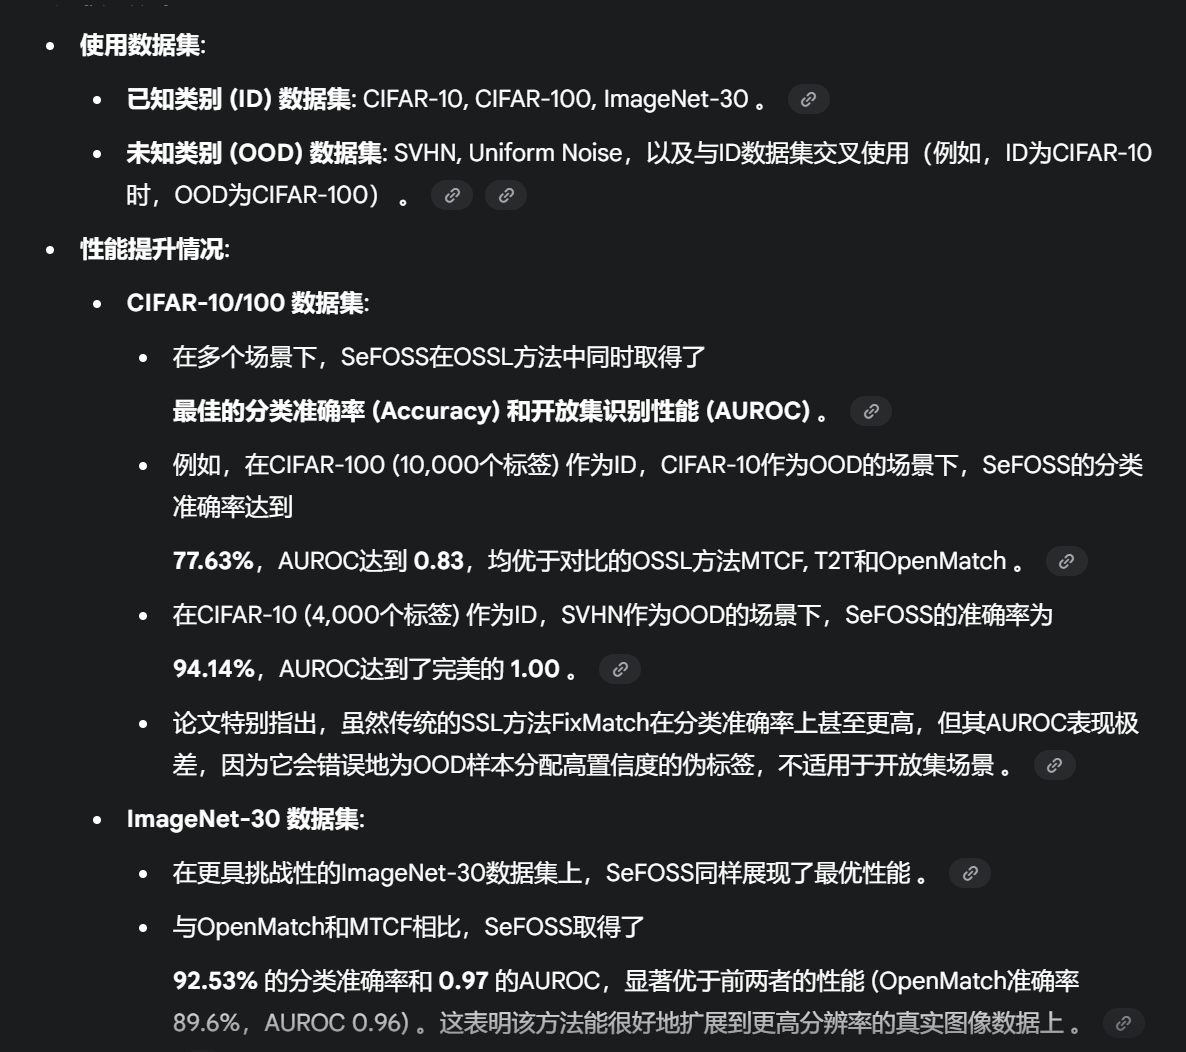 使用数据集:
已知类别 (ID) 数据集: CIFAR-10, CIFAR-100, ImageNet-30 。
未知类别 (OOD) 数据集: SVHN, Uniform Noise，以及与ID数据集交叉使用（例如，ID为CIFAR-10
时，OOD为CIFAR-100） 。
性能提升情况:
CIFAR-10/100 数据集:
在多个场景下，SeFOSS在OSSL方法中同时取得了
最佳的分类准确率 (Accuracy) 和开放集识别性能 (AUROC) 。
例如，在CIFAR-100 (10,000个标签) 作为ID，CIFAR-10作为OOD的场景下，SeFOSS的分类
准确率达到
77.63%，AUROC达到 0.83，均优于对比的OSSL方法MTCF, T2T和OpenMatch 。
在CIFAR-10 (4,000个标签) 作为ID，SVHN作为OOD的场景下，SeFOSS的准确率为
94.14%，AUROC达到了完美的 1.00 。
论文特别指出，虽然传统的SSL方法FixMatch在分类准确率上甚至更高，但其AUROC表现极
差，因为它会错误地为OOD样本分配高置信度的伪标签，不适用于开放集场景 。
ImageNet-30 数据集:
在更具挑战性的ImageNet-30数据集上，SeFOSS同样展现了最优性能 。
与OpenMatch和MTCF相比，SeFOSS取得了
92.53% 的分类准确率和 0.97 的AUROC，显著优于前两者的性能 (OpenMatch准确率
89.6%，AUROC 0.96) 。这表明该方法能很好地扩展到更高分辨率的真实图像数据上 。